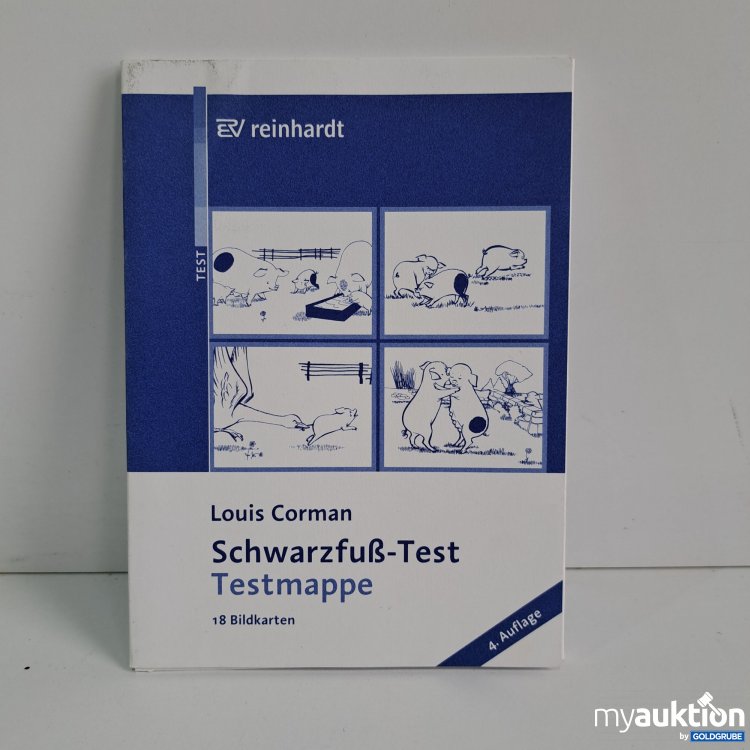 reinhardt
TEST
Louis Corman
Schwarzfuß-Test
Testmappe
18 Bildkarten
4. Auflage
myauktion
by GOLDGRUBE